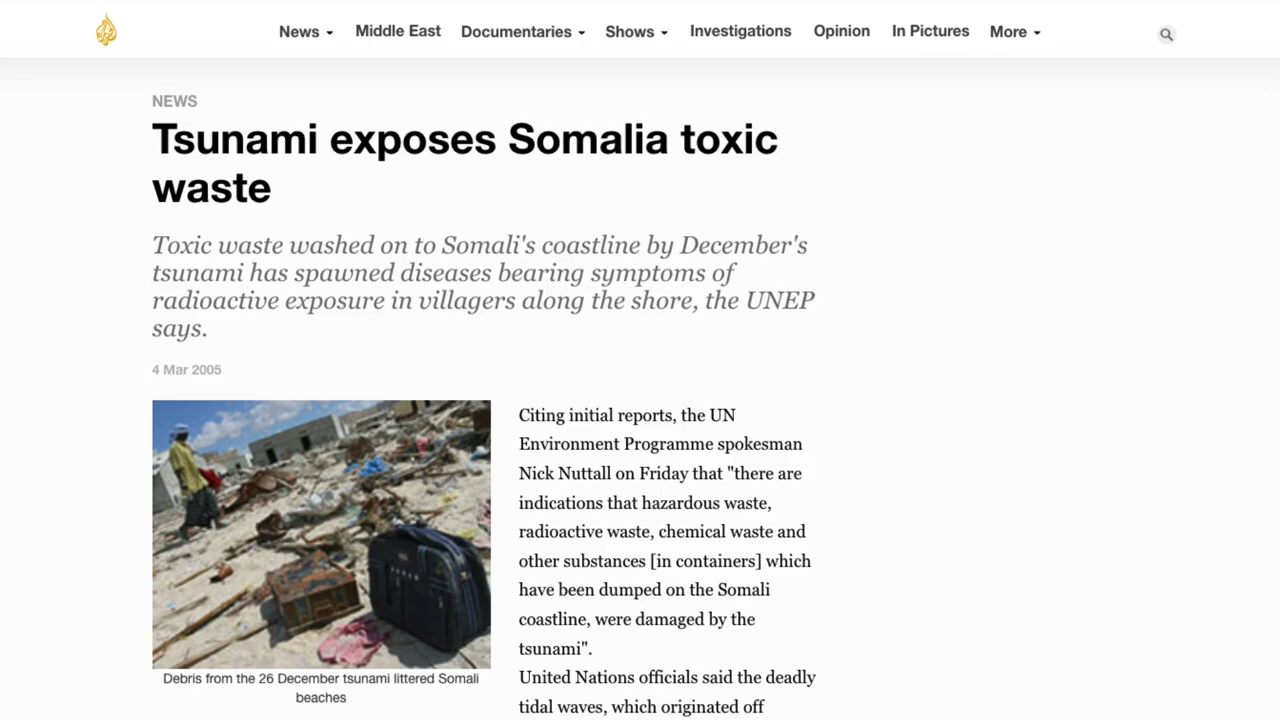 News Middle East Documentaries Shows Investigations Opinion In Pictures More
NEWS
Tsunami exposes Somalia toxic
waste
Toxic waste washed on to Somali's coastline by December's
tsunami has spawned diseases bearing symptoms of
radioactive exposure in villagers along the shore, the UNEP
says.
4 Mar 2005
Debris from the 26 December tsunami littered Somali
beaches
Citing initial reports, the UN
Environment Programme spokesman
Nick Nuttall on Friday that "there are
indications that hazardous waste,
radioactive waste, chemical waste and
other substances [in containers] which
have been dumped on the Somali
coastline, were damaged by the
tsunami".
United Nations officials said the deadly
tidal waves, which originated off